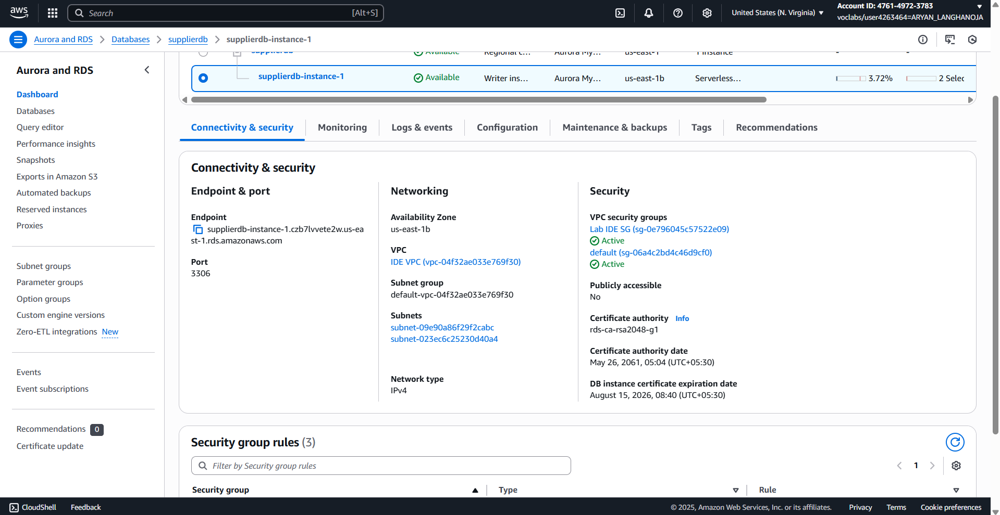 aws
Search
[Alt+S]
United States (N. Virginia)
Account ID: 4761-4972-3783
voclabs/user4263464=ARYAN_LANGHANOJA
Aurora and RDS
Databases
supplierdb
supplierdb-instance-1
Aurora and RDS
Dashboard
Databases
Query editor
Performance insights
Snapshots
Exports in Amazon S3
Automated backups
Reserved instances
Proxies
Subnet groups
Parameter groups
Option groups
Custom engine versions
Zero-ETL integrations New
Events
Event subscriptions
Recommendations 0
Certificate update
supplierdb Available Regional c... Aurora My... us-east-1 1 instance - -
supplierdb-instance-1 Available Writer ins... Aurora My... us-east-1b Serverless... 3.72% 2 Selec
Connectivity & security
Monitoring
Logs & events
Configuration
Maintenance & backups
Tags
Recommendations
Connectivity & security
Endpoint & port
Endpoint
supplierdb-instance-1.czb7lvvete2w.us-ea
st-1.rds.amazonaws.com
Port
3306
Networking
Availability Zone
us-east-1b
VPC
IDE VPC (vpc-04f32ae033e769f30)
Subnet group
default-vpc-04f32ae033e769f30
Subnets
subnet-09e90a86f29f2cabc
subnet-023ec6c25230d40a4
Network type
IPv4
Security
VPC security groups
Lab IDE SG (sg-0e796045c57522e09)
Active
default (sg-06a4c2bd4c46d9cf0)
Active
Publicly accessible
No
Certificate authority Info
rds-ca-rsa2048-g1
Certificate authority date
May 26, 2061, 05:04 (UTC+05:30)
DB instance certificate expiration date
August 15, 2026, 08:40 (UTC+05:30)
Security group rules (3)
Filter by Security group rules
1
Security group
Type
Rule
CloudShell
Feedback
© 2025, Amazon Web Services, Inc. or its affiliates.
Privacy
Terms
Cookie preferences